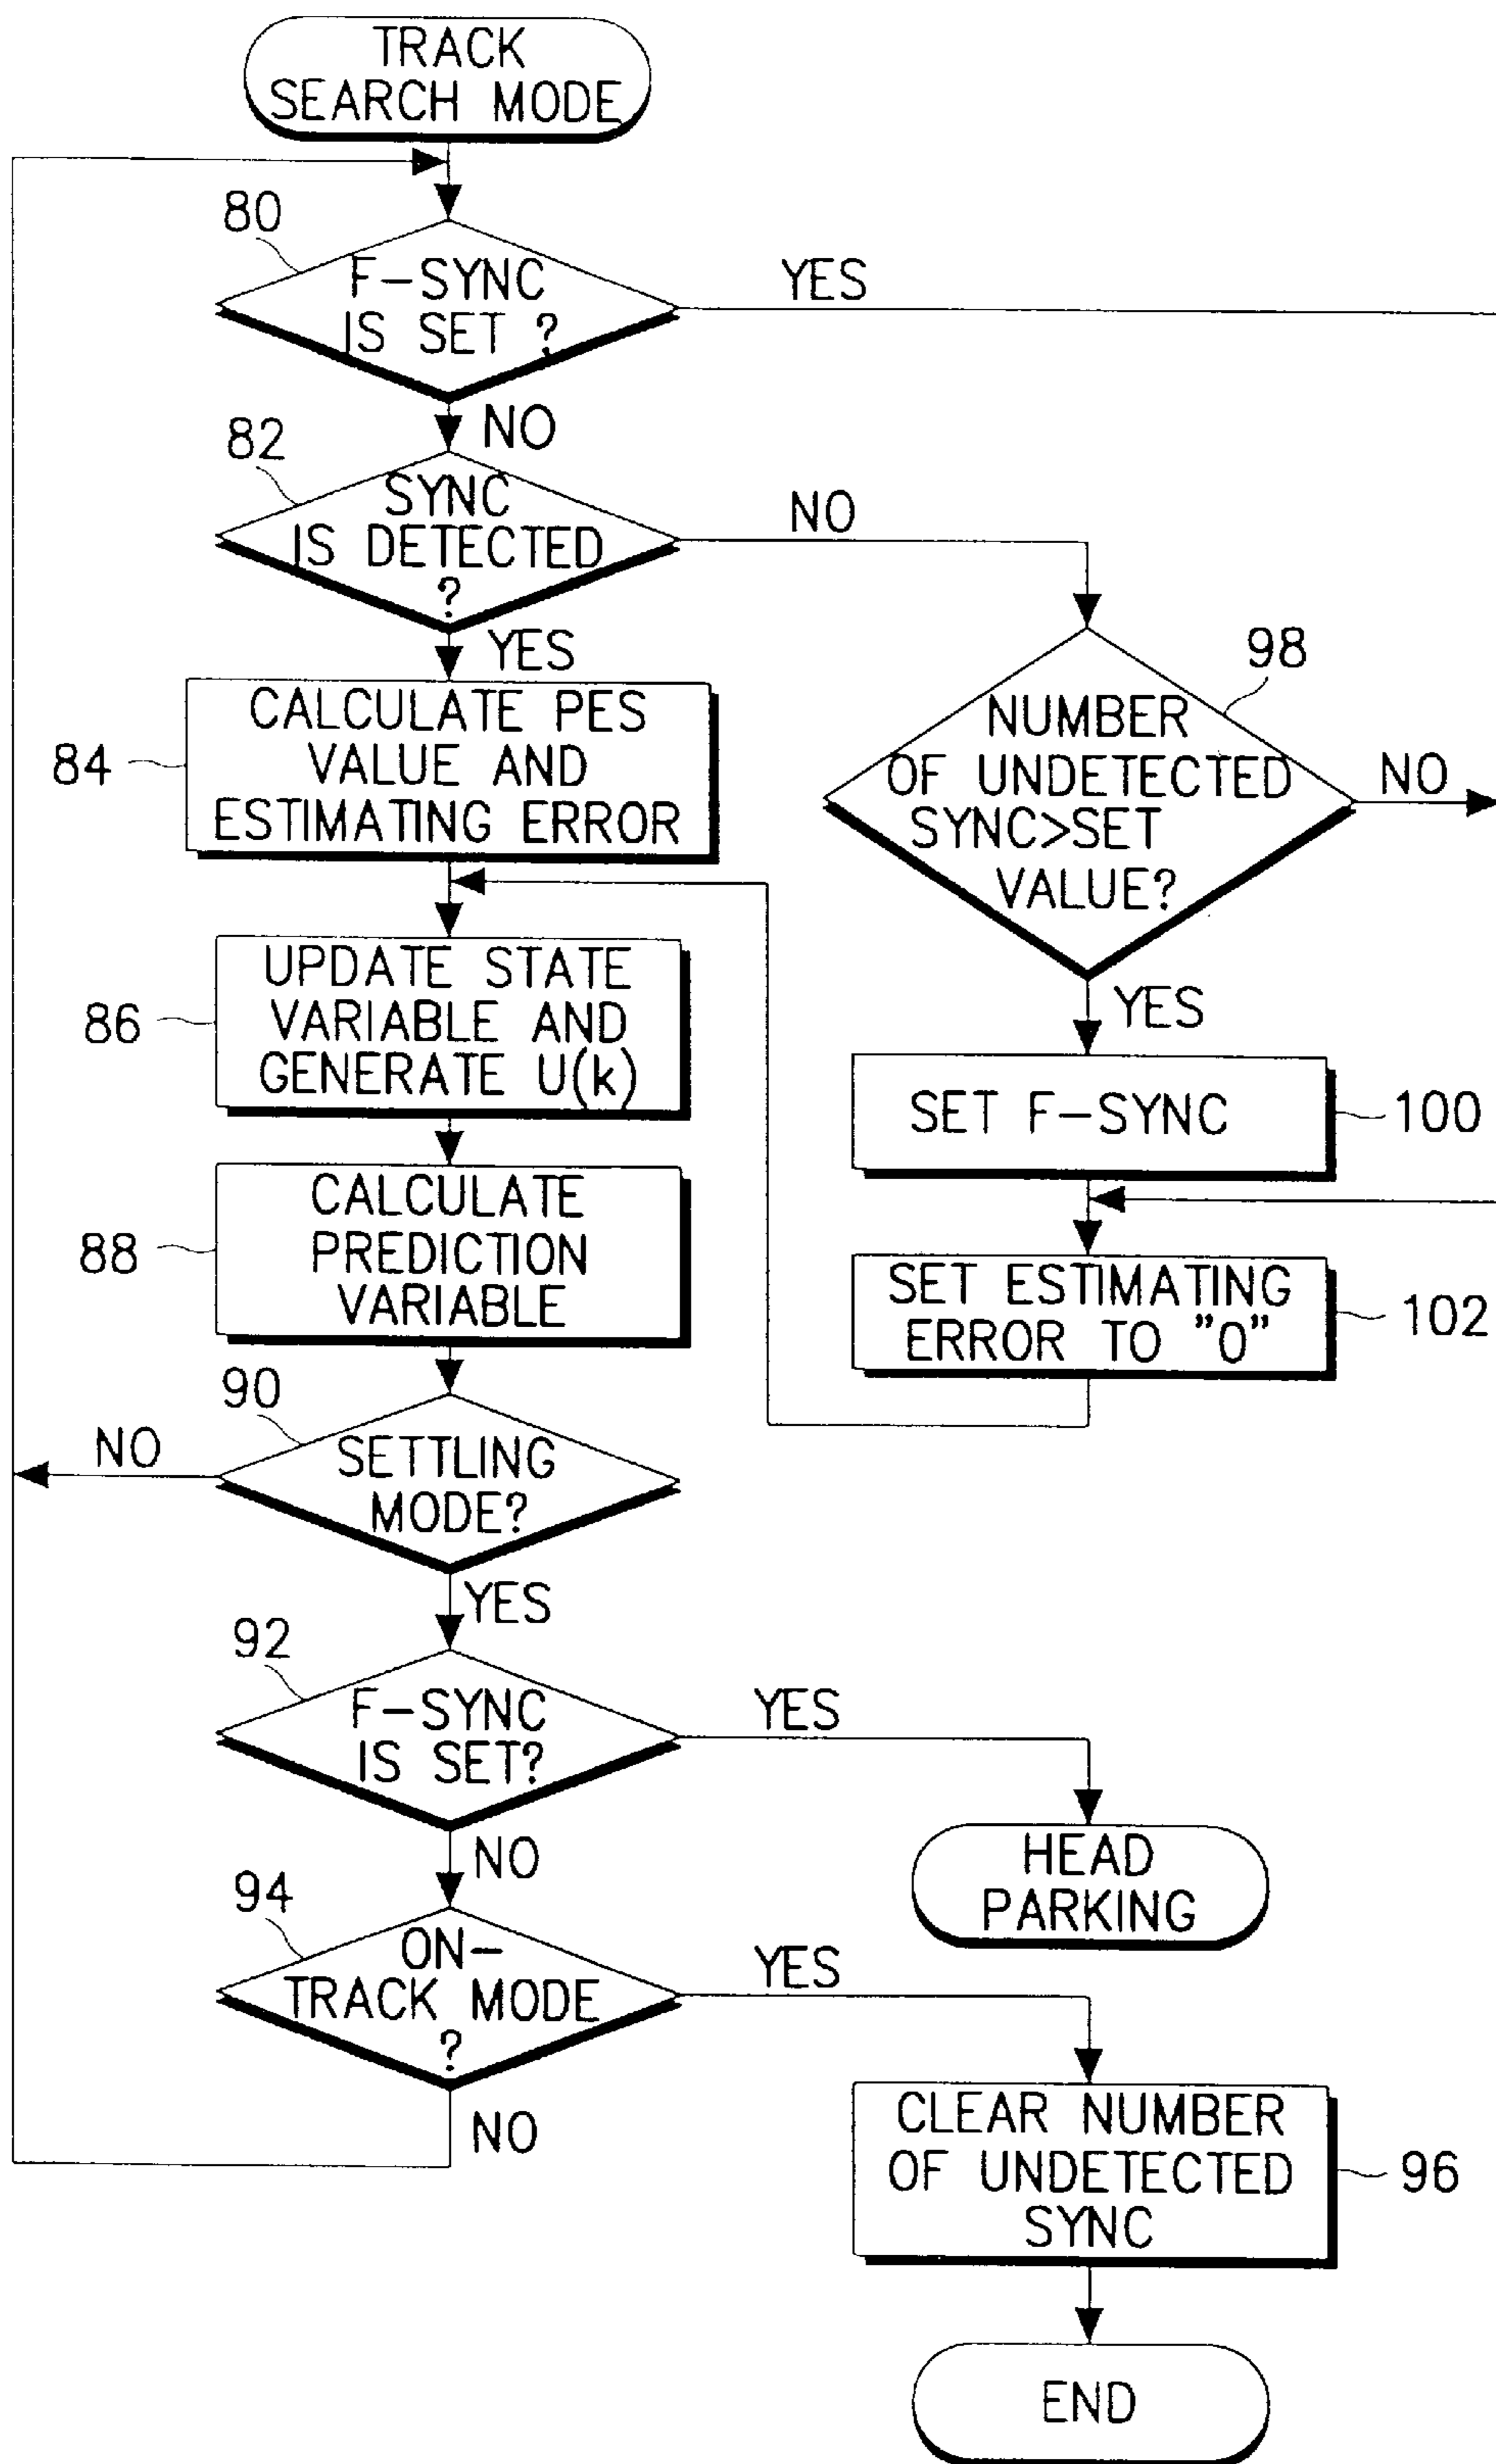 TRACK
SEARCH MODE
80
F-SYNC
IS SET ?
YES
NO
82
SYNC
IS DETECTED
?
NO
YES
84
CALCULATE PES
VALUE AND
ESTIMATING ERROR
98
NUMBER
OF UNDETECTED
SYNC>SET
VALUE?
NO
YES
86
UPDATE STATE
VARIABLE AND
GENERATE U(k)
SET F-SYNC
100
88
CALCULATE
PREDICTION
VARIABLE
SET ESTIMATING
ERROR TO "0"
102
90
SETTLING
MODE?
NO
YES
92
F-SYNC
IS SET?
YES
NO
HEAD
PARKING
94
ON-
TRACK MODE
?
YES
NO
CLEAR NUMBER
OF UNDETECTED
SYNC
96
END